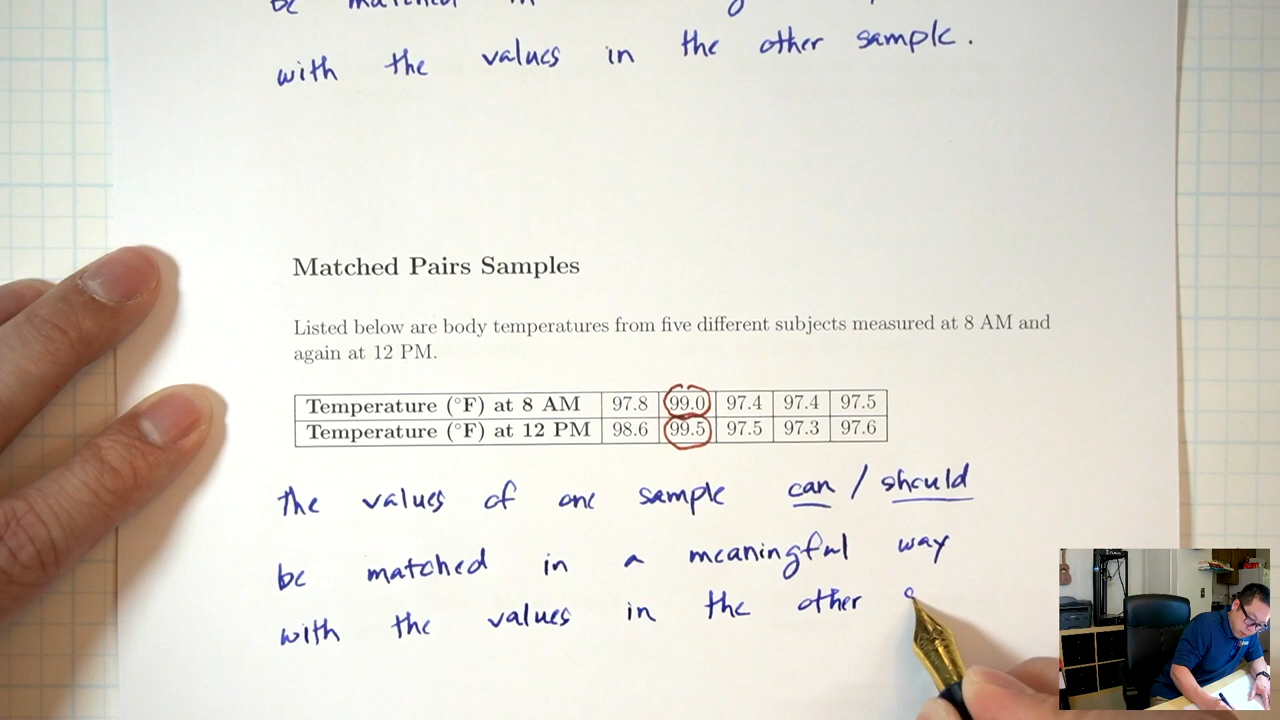 be matched in
with the values in the other sample.
Matched Pairs Samples
Listed below are body temperatures from five different subjects measured at 8 AM and
again at 12 PM.
Temperature (°F) at 8 AM 97.8 99.0 97.4 97.4 97.5
Temperature (°F) at 12 PM 98.6 99.5 97.5 97.3 97.6
the values of one sample can / should
be matched in a meaningful way
with the values in the other